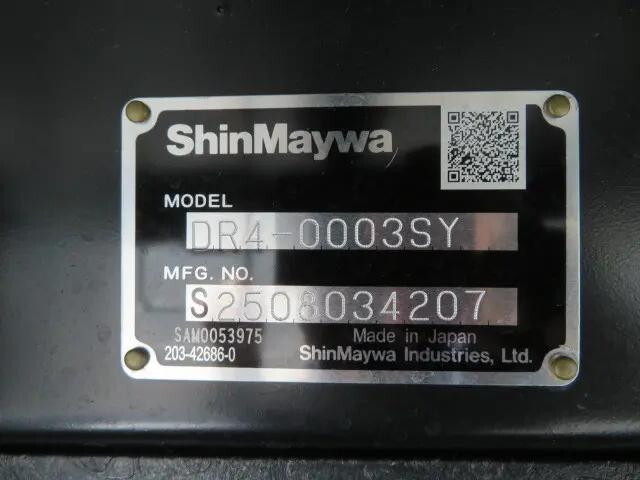 ShinMaywa
MODEL
DR4-0003SY
MFG. NO.
S2508034207
SAM0053975
Made in Japan
203-42686-0
ShinMaywa Industries, Ltd.